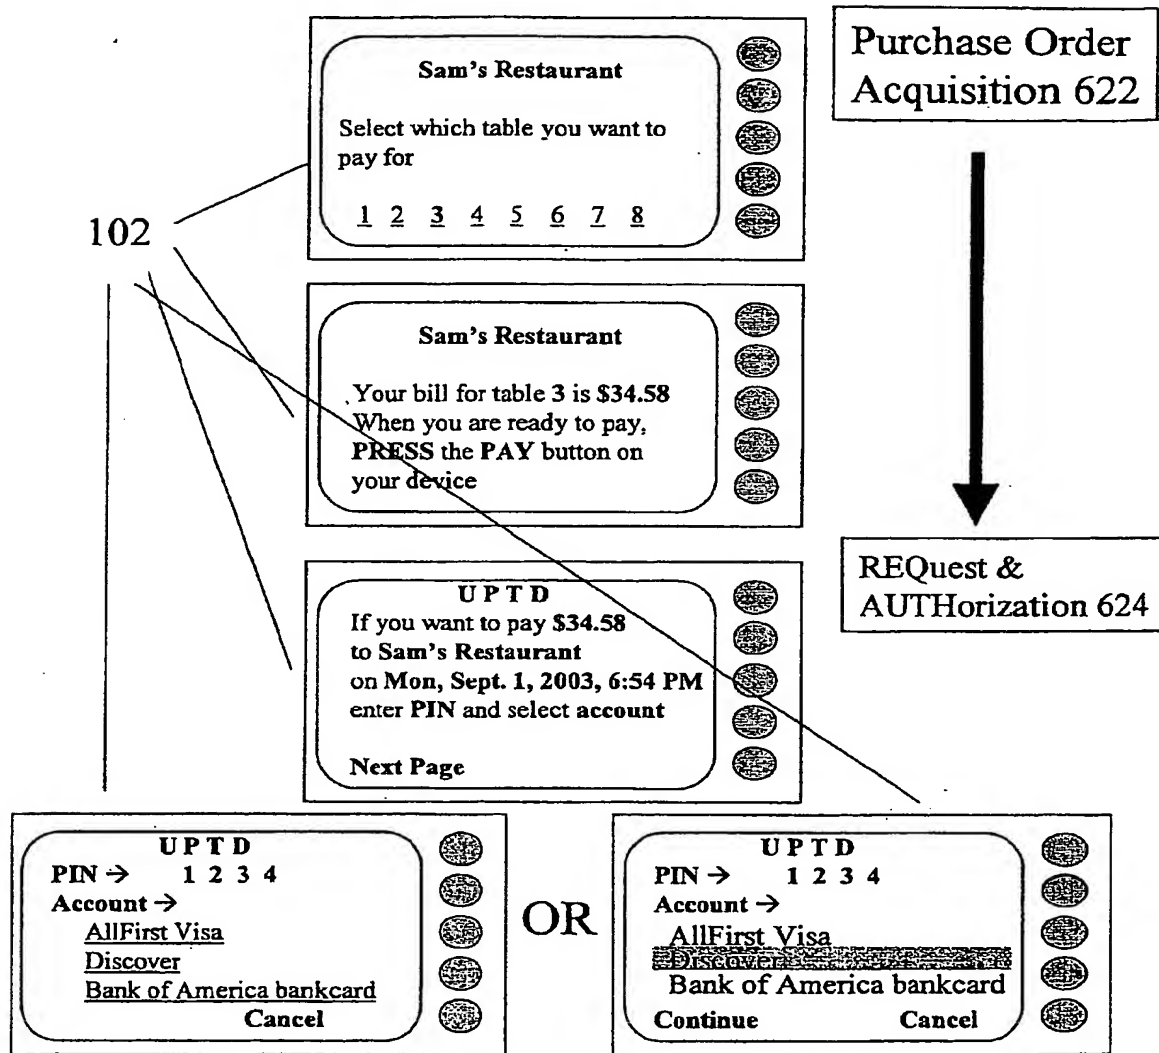 Sam's Restaurant
Select which table you want to
pay for
1 2 3 4 5 6 7 8
Purchase Order
Acquisition 622
102
Sam's Restaurant
Your bill for table 3 is $34.58
When you are ready to pay,
PRESS the PAY button on
your device
REQuest &
AUTHorization 624
U P T D
If you want to pay $34.58
to Sam's Restaurant
on Mon, Sept. 1, 2003, 6:54 PM
enter PIN and select account
Next Page
U P T D
PIN → 1 2 3 4
Account →
AllFirst Visa
Discover
Bank of America bankcard
Cancel
OR
U P T D
PIN → 1 2 3 4
Account →
AllFirst Visa
Discover
Bank of America bankcard
Continue Cancel